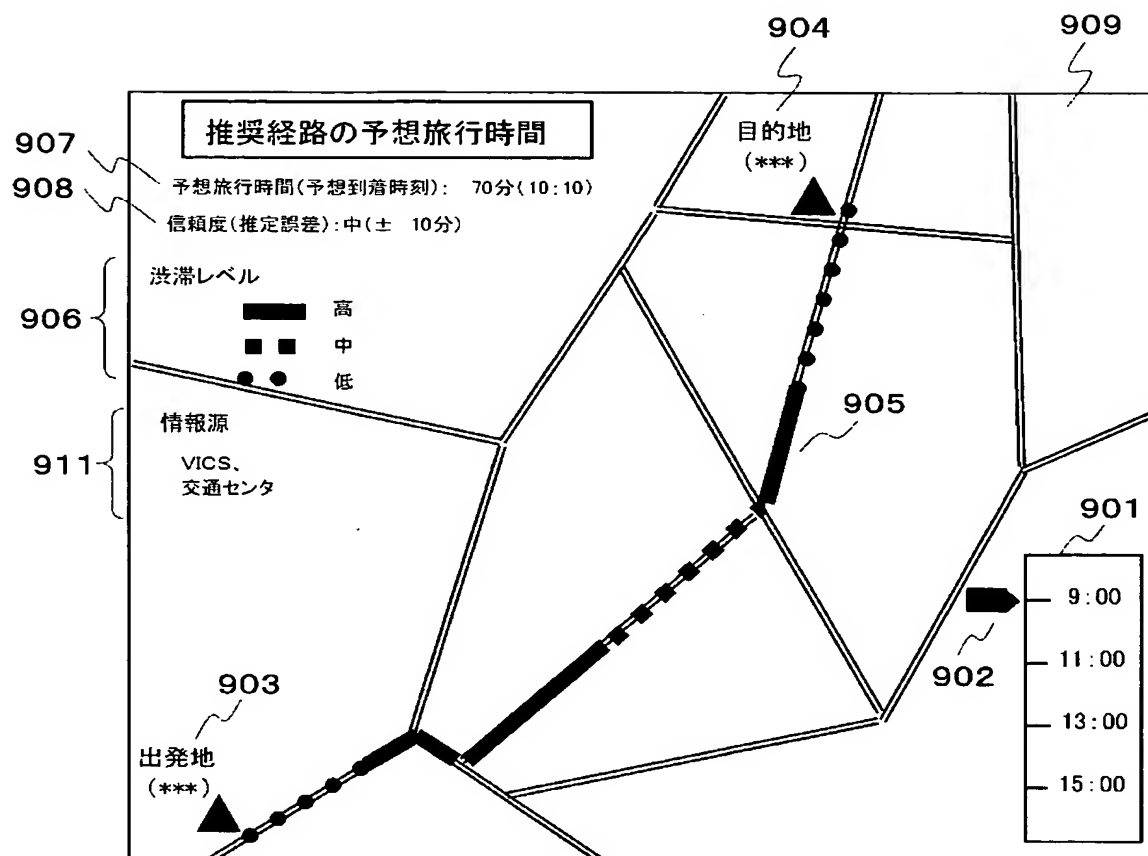 904
909
推奨経路の予想旅行時間
目的地
(***)
907
予想旅行時間(予想到着時刻): 70分(10:10)
908
信頼度(推定誤差):中(± 10分)
渋滞レベル
906
高
中
低
905
情報源
911
VICS、
交通センタ
901
9:00
902
11:00
903
13:00
出発地
(***)
15:00